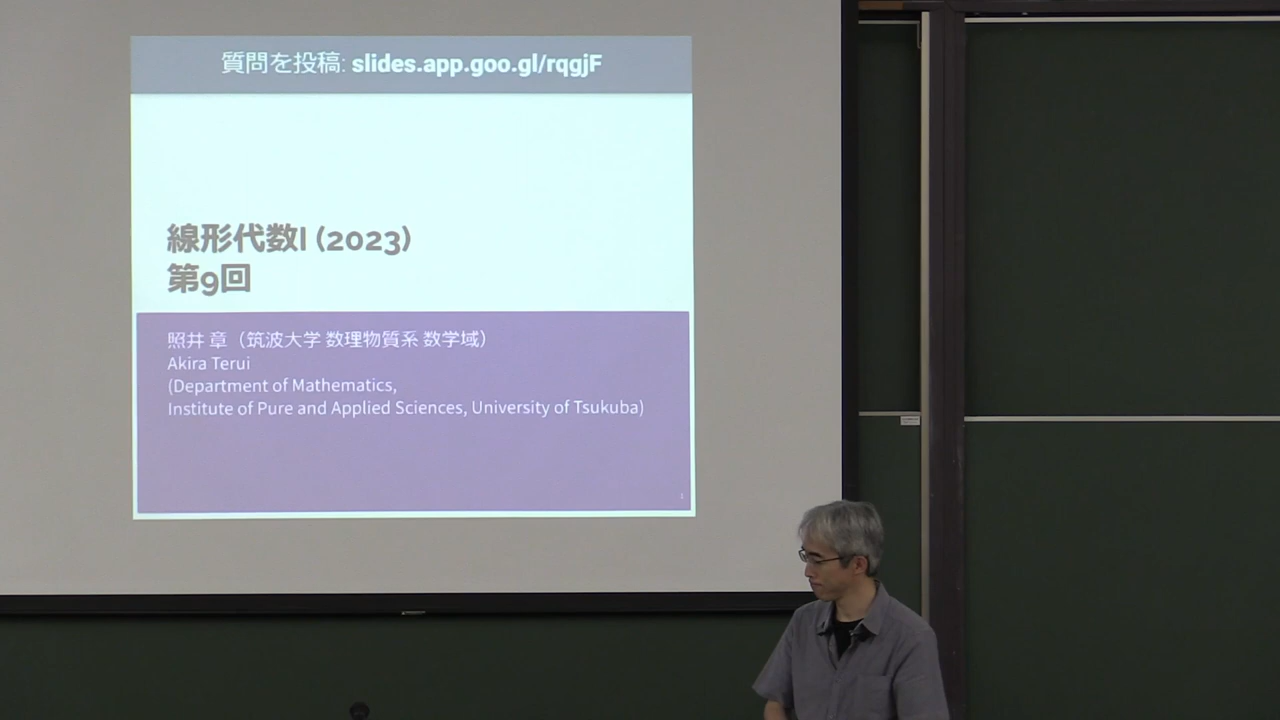 質問を投稿: slides.app.goo.gl/rqgjF
線形代数I (2023)
第9回
照井 章（筑波大学 数理物質系 数学域）
Akira Terui
(Department of Mathematics,
Institute of Pure and Applied Sciences, University of Tsukuba)
1